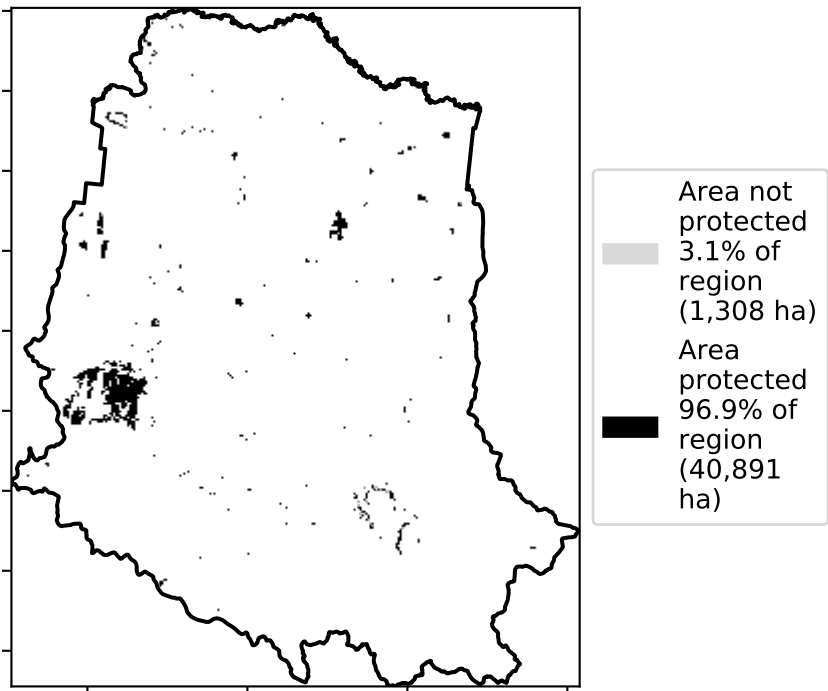 Area not
protected
3.1% of
region
(1,308 ha)
Area
protected
96.9% of
region
(40,891
ha)